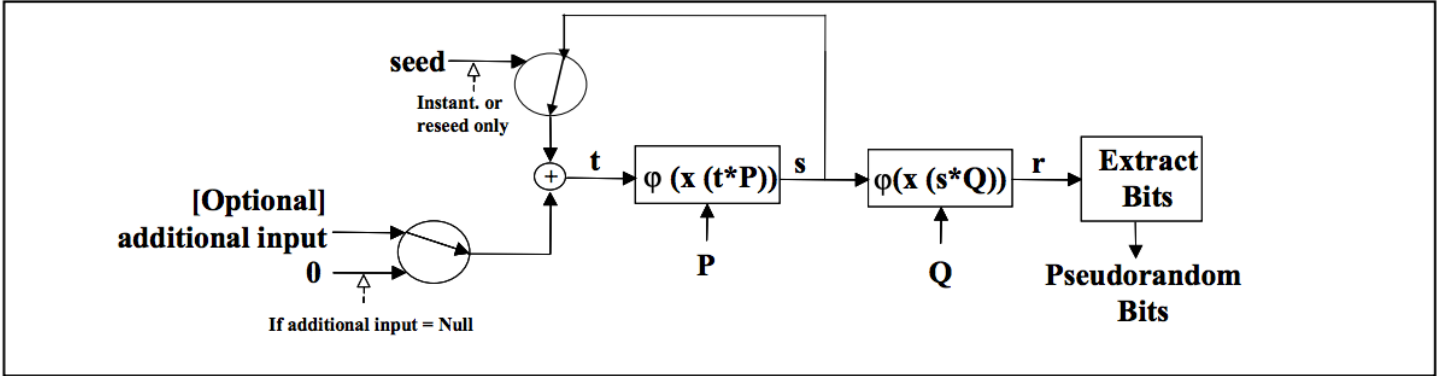 seed
Instant. or
reseed only
[Optional]
additional input
0
If additional input = Null
+
t
φ (x (t*P))
P
s
φ(x (s*Q))
Q
r
Extract
Bits
Pseudorandom
Bits